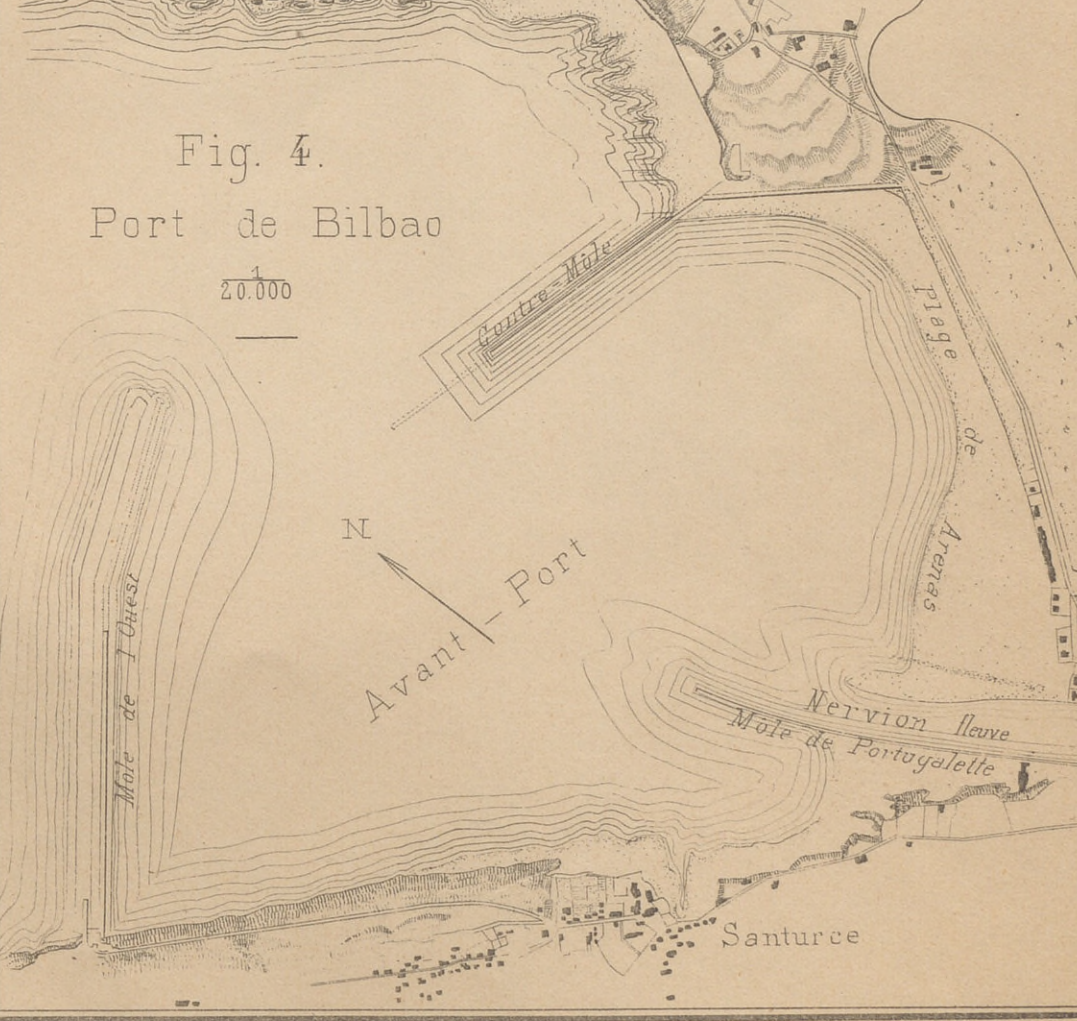 Fig. 4.
Port de Bilbao
1
20.000
Contre-Môle
Plage de Arenas
N
Avant-Port
Môle de l'Ouest
Nervion fleuve
Môle de Portugalette
Santurce